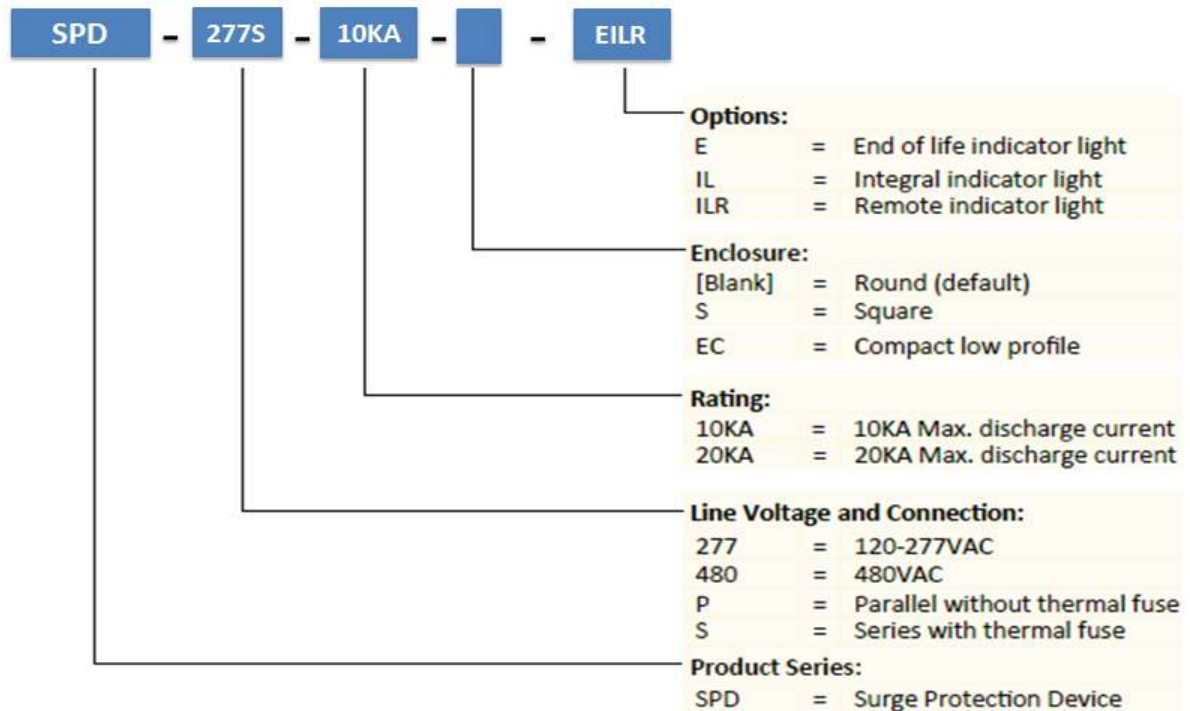 SPD - 277S - 10KA - - EILR
Options:
E = End of life indicator light
IL = Integral indicator light
ILR = Remote indicator light
Enclosure:
[Blank] = Round (default)
S = Square
EC = Compact low profile
Rating:
10KA = 10KA Max. discharge current
20KA = 20KA Max. discharge current
Line Voltage and Connection:
277 = 120-277VAC
480 = 480VAC
P = Parallel without thermal fuse
S = Series with thermal fuse
Product Series:
SPD = Surge Protection Device